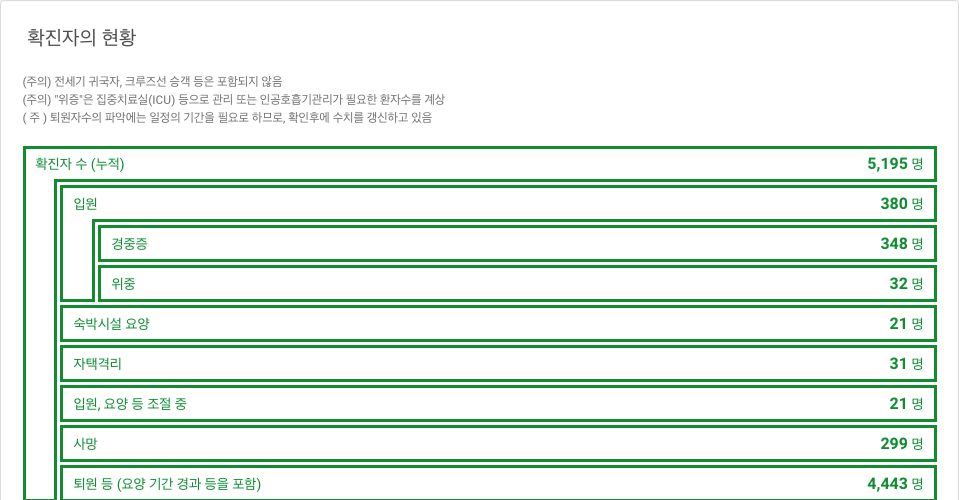 확진자의 현황
(주의) 전세기 귀국자, 크루즈선 승객 등은 포함되지 않음
(주의) "위증"은 집중치료실(ICU) 등으로 관리 또는 인공호흡기관리가 필요한 환자수를 계상
( 주 ) 퇴원자수의 파악에는 일정의 기간을 필요로 하므로, 확인후에 수치를 갱신하고 있음
확진자 수 (누적) 5,195 명
입원 380 명
경중증 348 명
위중 32 명
숙박시설 요양 21 명
자택격리 31 명
입원, 요양 등 조절 중 21 명
사망 299 명
퇴원 등 (요양 기간 경과 등을 포함) 4,443 명